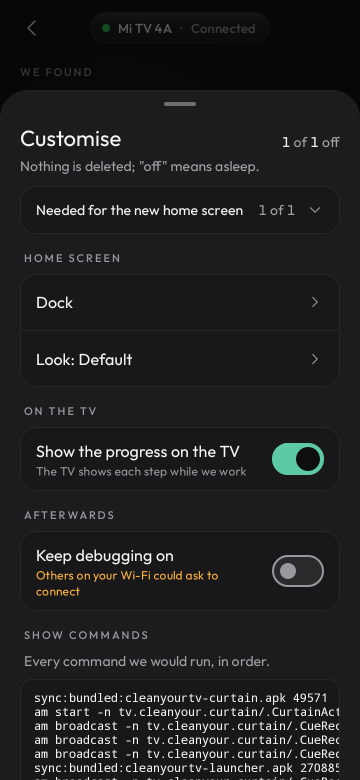 Mi TV 4A · Connected
WE FOUND
Customise
1 of 1 off
Nothing is deleted; "off" means asleep.
Needed for the new home screen 1 of 1
HOME SCREEN
Dock
Look: Default
ON THE TV
Show the progress on the TV
The TV shows each step while we work
AFTERWARDS
Keep debugging on
Others on your Wi-Fi could ask to
connect
SHOW COMMANDS
Every command we would run, in order.
sync:bundled:cleanyourtv-curtain.apk 49571
am start -n tv.cleanyour.curtain/.CurtainAct
am broadcast -n tv.cleanyour.curtain/.CueRec
am broadcast -n tv.cleanyour.curtain/.CueRec
am broadcast -n tv.cleanyour.curtain/.CueRec
sync:bundled:cleanyourtv-launcher.apk 270885